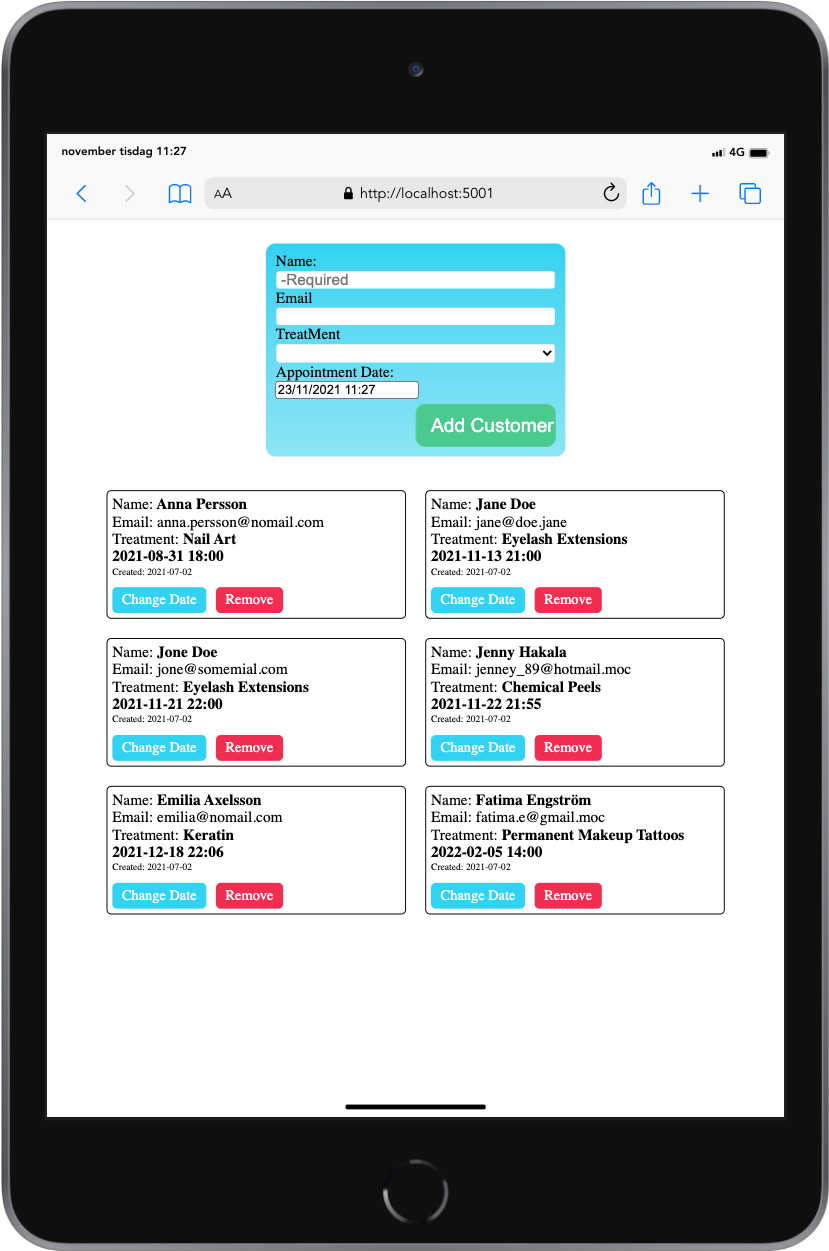 november tisdag 11:27
4G
AA
http://localhost:5001
Name:
-Required
Email
TreatMent
Appointment Date:
23/11/2021 11:27
Add Customer
Name: Anna Persson
Email: anna.persson@nomail.com
Treatment: Nail Art
2021-08-31 18:00
Created: 2021-07-02
Change Date Remove
Name: Jane Doe
Email: jane@doe.jane
Treatment: Eyelash Extensions
2021-11-13 21:00
Created: 2021-07-02
Change Date Remove
Name: Jone Doe
Email: jone@somemial.com
Treatment: Eyelash Extensions
2021-11-21 22:00
Created: 2021-07-02
Change Date Remove
Name: Jenny Hakala
Email: jenney_89@hotmail.moc
Treatment: Chemical Peels
2021-11-22 21:55
Created: 2021-07-02
Change Date Remove
Name: Emilia Axelsson
Email: emilia@nomail.com
Treatment: Keratin
2021-12-18 22:06
Created: 2021-07-02
Change Date Remove
Name: Fatima Engström
Email: fatima.e@gmail.moc
Treatment: Permanent Makeup Tattoos
2022-02-05 14:00
Created: 2021-07-02
Change Date Remove